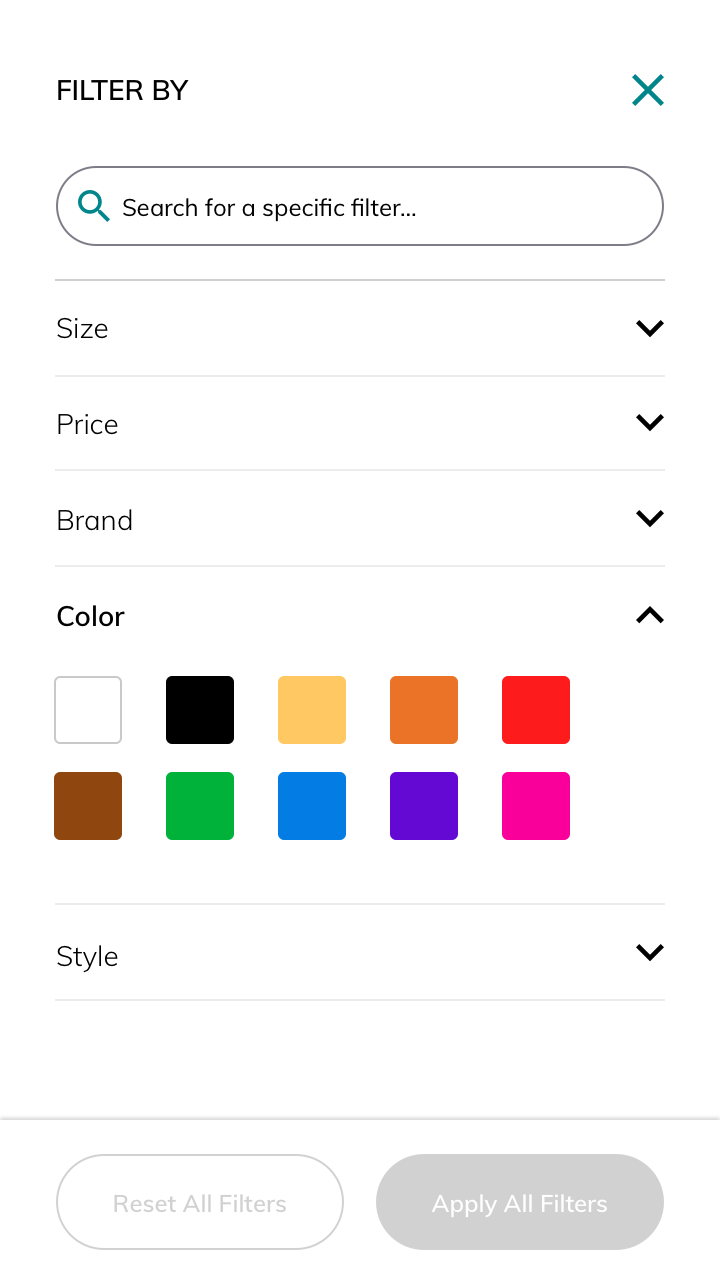 FILTER BY
Search for a specific filter...
Size
Price
Brand
Color
Style
Reset All Filters
Apply All Filters